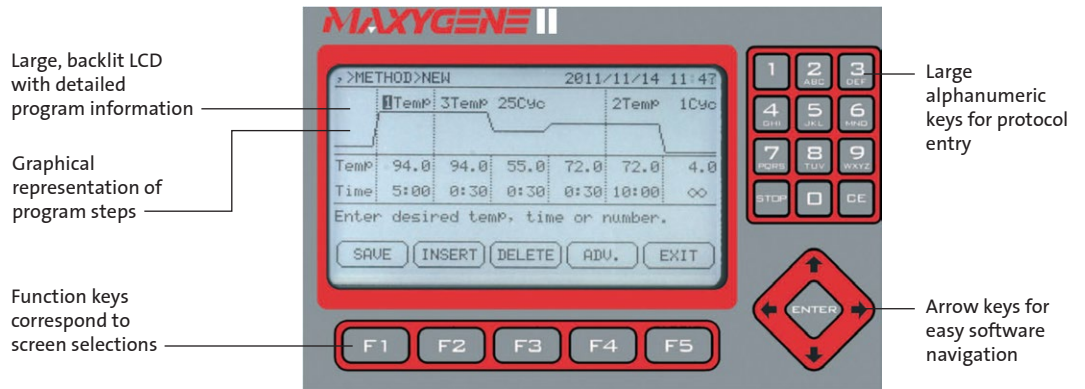 MAXYGENE II
Large, backlit LCD
with detailed
program information
Graphical
representation of
program steps
Function keys
correspond to
screen selections
>METHOD>NEW 2011/11/14 11:47
1Temp 3Temp 25Cyc 2Temp 1Cyc
Temp 94.0 94.0 55.0 72.0 72.0 4.0
Time 5:00 0:30 0:30 0:30 10:00 ∞
Enter desired temp, time or number.
SAVE INSERT DELETE ADV. EXIT
F1 F2 F3 F4 F5
1 2 3
ABC DEF
4 5 6
GHI JKL MNO
7 8 9
PQRS TUV WXYZ
STOP 0 CE
ENTER
Large
alphanumeric
keys for protocol
entry
Arrow keys for
easy software
navigation